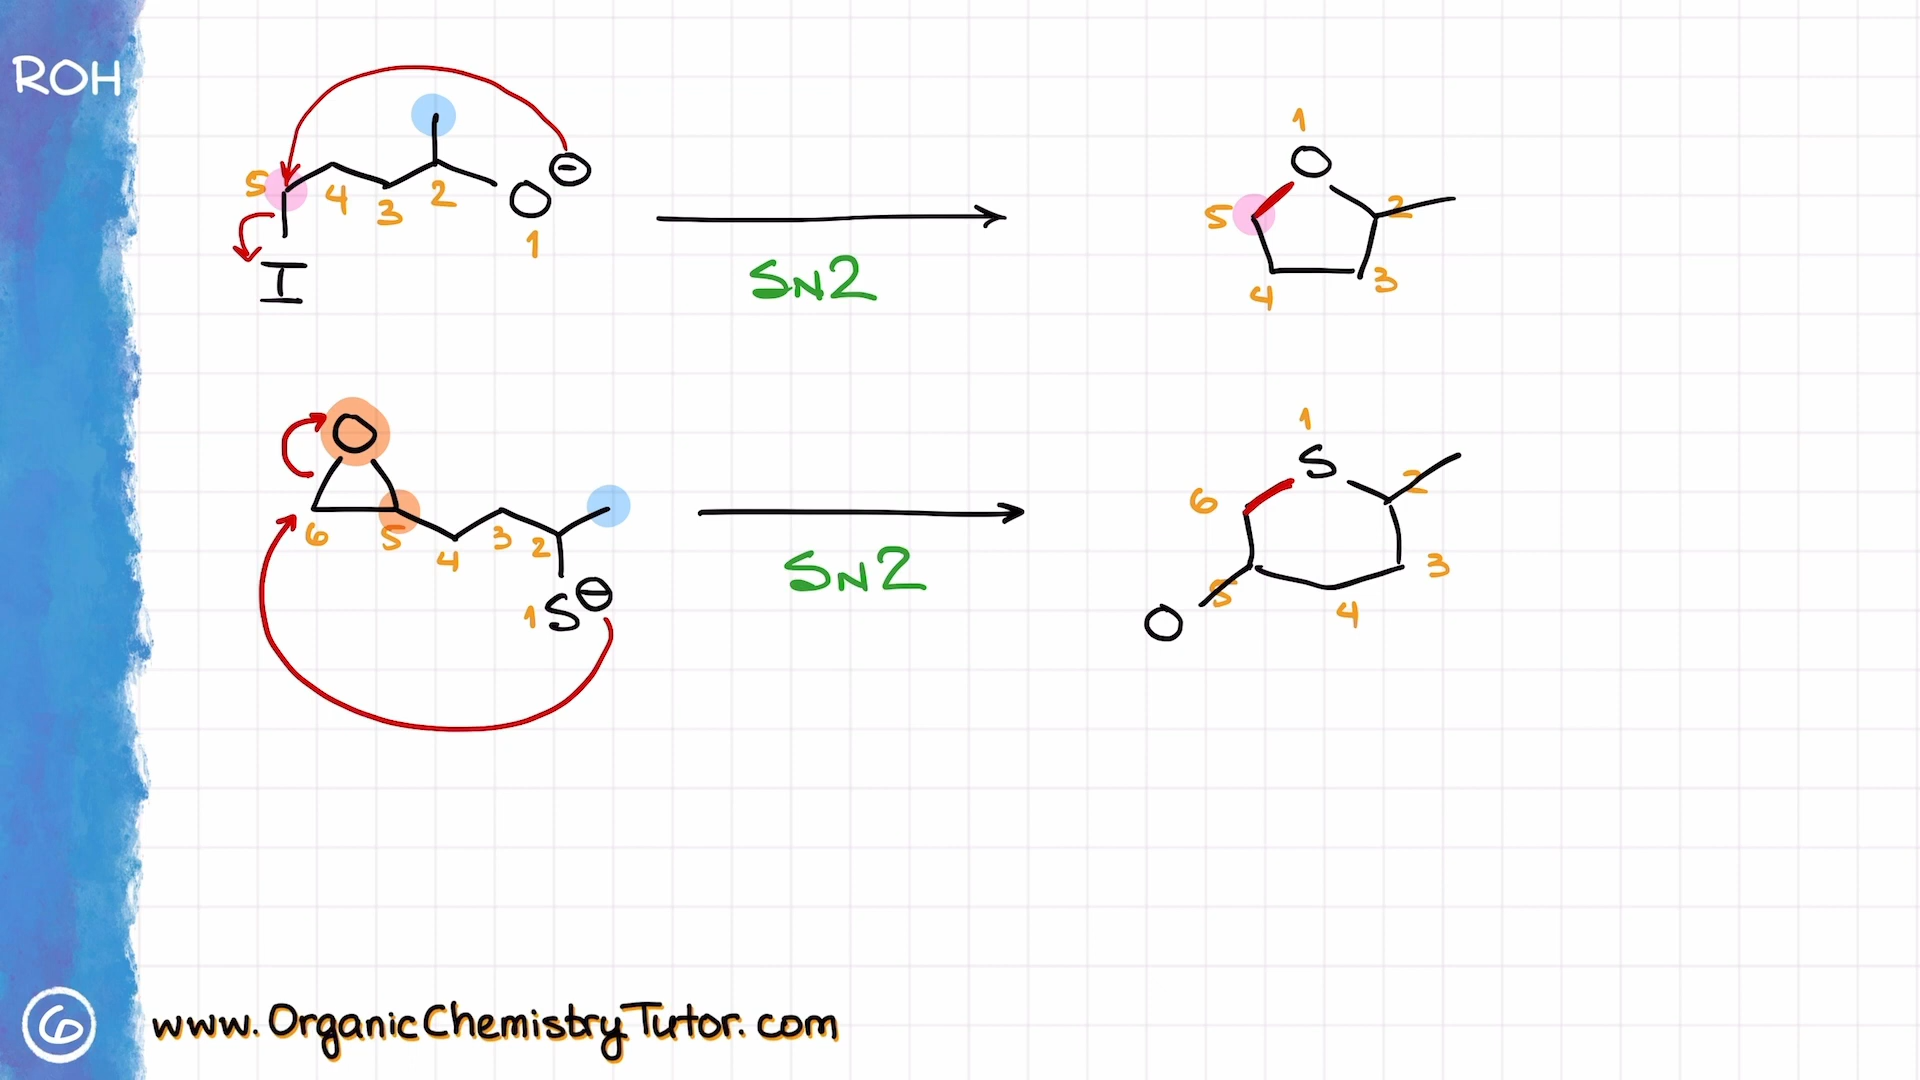 ROH
5 4 3 2 O ⊖
1
I
SN2
1
O
5 2
4 3
O
6 5 4 3 2
1 S ⊖
SN2
1
S
6 2
5 4 3
O
www.OrganicChemistryTutor.com